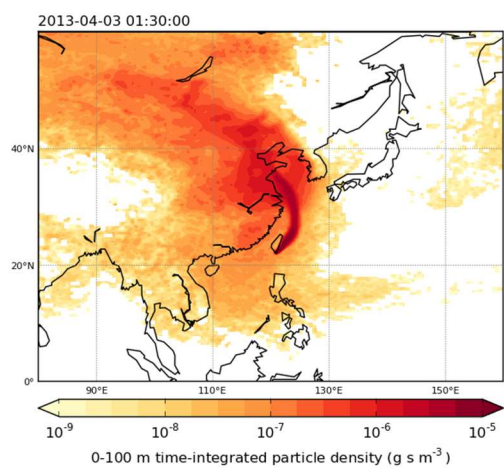 2013-04-03 01:30:00
40°N
20°N
0°
90°E 110°E 130°E 150°E
10⁻⁹ 10⁻⁸ 10⁻⁷ 10⁻⁶ 10⁻⁵
0-100 m time-integrated particle density (g s m⁻³)